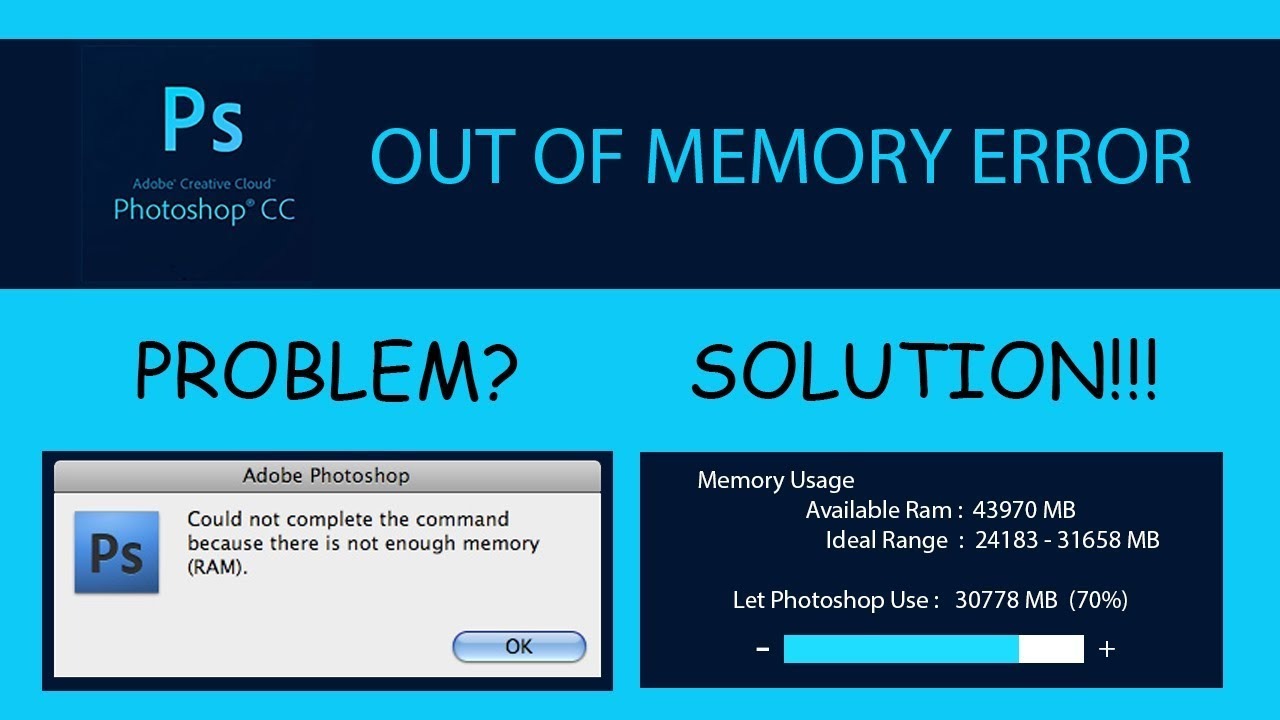 Ps
Adobe® Creative Cloud™
Photoshop® CC
OUT OF MEMORY ERROR
PROBLEM?
SOLUTION!!!
Adobe Photoshop
Ps
Could not complete the command
because there is not enough memory
(RAM).
OK
Memory Usage
Available Ram : 43970 MB
Ideal Range : 24183 - 31658 MB
Let Photoshop Use : 30778 MB (70%)
- +